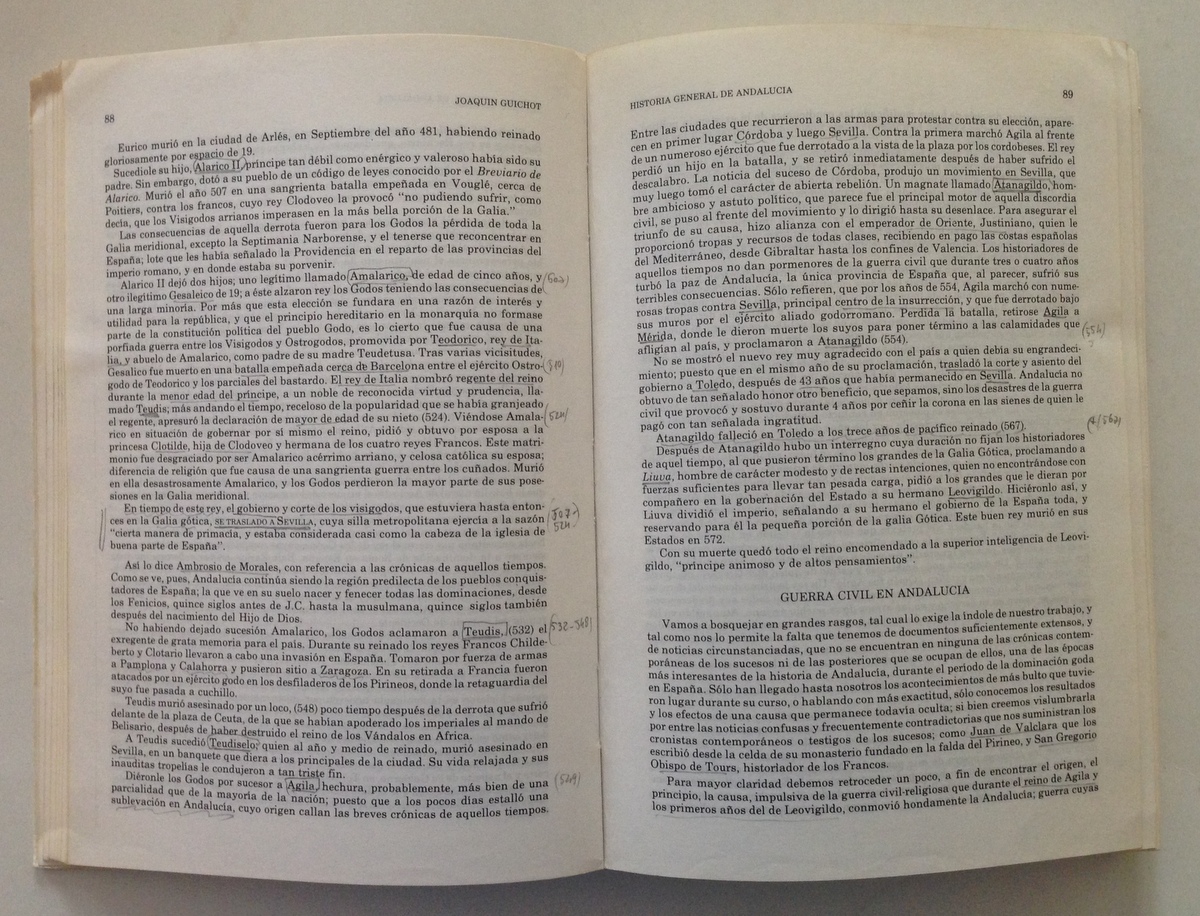 88
JOAQUIN GUICHOT
Eurico murió en la ciudad de Arlés, en Septiembre del año 481, habiendo reinado
gloriosamente por espacio de 19.
Sucediole su hijo, Alarico II, príncipe tan débil como enérgico y valeroso había sido su
padre. Sin embargo, dotó a su pueblo de un código de leyes conocido por el Breviario de
Alarico. Murió el año 507 en una sangrienta batalla empeñada en Vouglé, cerca de
Poitiers, contra los francos, cuyo rey Clodoveo la provocó "no pudiendo sufrir, como
decía, que los Visigodos arrianos imperasen en la más bella porción de la Galia."
Las consecuencias de aquella derrota fueron para los Godos la pérdida de toda la
Galia meridional, excepto la Septimania Narborense, y el tenerse que reconcentrar en
España; lote que les había señalado la Providencia en el reparto de las provincias del
imperio romano, y en donde estaba su porvenir.
Alarico II dejó dos hijos; uno legítimo llamado Amalarico, de edad de cinco años, y
otro ilegítimo Gesaleico de 19; a éste alzaron rey los Godos teniendo las consecuencias de
una larga minoría. Por más que esta elección se fundara en una razón de interés y
utilidad para la república, y que el principio hereditario en la monarquía no formase
parte de la constitución política del pueblo Godo, es lo cierto que fue causa de una
porfiada guerra entre los Visigodos y Ostrogodos, promovida por Teodorico, rey de Ita-
lia, y abuelo de Amalarico, como padre de su madre Teudetusa. Tras varias vicisitudes,
Gesalico fue muerto en una batalla empeñada cerca de Barcelona entre el ejército Ostro- (510)
godo de Teodorico y los parciales del bastardo. El rey de Italia nombró regente del reino
durante la menor edad del príncipe, a un noble de reconocida virtud y prudencia, lla-
mado Teudis; más andando el tiempo, receloso de la popularidad que se había granjeado
el regente, apresuró la declaración de mayor de edad de su nieto (524). Viéndose Amala- (524)
rico en situación de gobernar por sí mismo el reino, pidió y obtuvo por esposa a la
princesa Clotilde, hija de Clodoveo y hermana de los cuatro reyes Francos. Este matri-
monio fue desgraciado por ser Amalarico acérrimo arriano, y celosa católica su esposa;
diferencia de religión que fue causa de una sangrienta guerra entre los cuñados. Murió
en ella desastrosamente Amalarico, y los Godos perdieron la mayor parte de sus pose-
siones en la Galia meridional.
En tiempo de este rey, el gobierno y corte de los visigodos, que estuviera hasta enton-
ces en la Galia gótica, SE TRASLADO A SEVILLA, cuya silla metropolitana ejercía a la sazón
"cierta manera de primacía, y estaba considerada casi como la cabeza de la iglesia de
buena parte de España".
Así lo dice Ambrosio de Morales, con referencia a las crónicas de aquellos tiempos.
Como se ve, pues, Andalucía continúa siendo la región predilecta de los pueblos conquis-
tadores de España; la que ve en su suelo nacer y fenecer todas las dominaciones, desde
los Fenicios, quince siglos antes de J.C. hasta la musulmana, quince siglos también
después del nacimiento del Hijo de Dios.
No habiendo dejado sucesión Amalarico, los Godos aclamaron a Teudis, (532) el (532-548)
exregente de grata memoria para el país. Durante su reinado los reyes Francos Childe-
berto y Clotario llevaron a cabo una invasión en España. Tomaron por fuerza de armas
a Pamplona y Calahorra y pusieron sitio a Zaragoza. En su retirada a Francia fueron
atacados por un ejército godo en los desfiladeros de los Pirineos, donde la retaguardia del
suyo fue pasada a cuchillo.
Teudis murió asesinado por un loco, (548) poco tiempo después de la derrota que sufrió
delante de la plaza de Ceuta, de la que se habían apoderado los imperiales al mando de
Belisario, después de haber destruido el reino de los Vándalos en Africa.
A Teudis sucedió Teudiselo; quien al año y medio de reinado, murió asesinado en
Sevilla, en un banquete que diera a los principales de la ciudad. Su vida relajada y sus
inauditas tropelías le condujeron a tan triste fin.
Diéronle los Godos por sucesor a Agila, hechura, probablemente, más bien de una (549)
parcialidad que de la mayoría de la nación; puesto que a los pocos días estalló una
sublevación en Andalucía, cuyo origen callan las breves crónicas de aquellos tiempos.
HISTORIA GENERAL DE ANDALUCIA
89
Entre las ciudades que recurrieron a las armas para protestar contra su elección, apare-
cen en primer lugar Córdoba y luego Sevilla. Contra la primera marchó Agila al frente
de un numeroso ejército que fue derrotado a la vista de la plaza por los cordobeses. El rey
perdió un hijo en la batalla, y se retiró inmediatamente después de haber sufrido el
descalabro. La noticia del suceso de Córdoba, produjo un movimiento en Sevilla, que
muy luego tomó el carácter de abierta rebelión. Un magnate llamado Atanagildo, hom-
bre ambicioso y astuto político, que parece fue el principal motor de aquella discordia
civil, se puso al frente del movimiento y lo dirigió hasta su desenlace. Para asegurar el
triunfo de su causa, hizo alianza con el emperador de Oriente, Justiniano, quien le
proporcionó tropas y recursos de todas clases, recibiendo en pago las costas españolas
del Mediterráneo, desde Gibraltar hasta los confines de Valencia. Los historiadores de
aquellos tiempos no dan pormenores de la guerra civil que durante tres o cuatro años
turbó la paz de Andalucía, la única provincia de España que, al parecer, sufrió sus
terribles consecuencias. Sólo refieren, que por los años de 554, Agila marchó con nume-
rosas tropas contra Sevilla, principal centro de la insurrección, y que fue derrotado bajo
sus muros por el ejército aliado godorromano. Perdida la batalla, retirose Agila a
Mérida, donde le dieron muerte los suyos para poner término a las calamidades que
afligían al país, y proclamaron a Atanagildo (554). (554)
No se mostró el nuevo rey muy agradecido con el país a quien debía su engrandeci-
miento; puesto que en el mismo año de su proclamación, trasladó la corte y asiento del
gobierno a Toledo, después de 43 años que había permanecido en Sevilla. Andalucía no
obtuvo de tan señalado honor otro beneficio, que sepamos, sino los desastres de la guerra
civil que provocó y sostuvo durante 4 años por ceñir la corona en las sienes de quien le
pagó con tan señalada ingratitud.
Atanagildo falleció en Toledo a los trece años de pacífico reinado (567).
Después de Atanagildo hubo un interregno cuya duración no fijan los historiadores
de aquel tiempo, al que pusieron término los grandes de la Galia Gótica, proclamando a
Liuva, hombre de carácter modesto y de rectas intenciones, quien no encontrándose con
fuerzas suficientes para llevar tan pesada carga, pidió a los grandes que le dieran por
compañero en la gobernación del Estado a su hermano Leovigildo. Hiciéronlo así, y
Liuva dividió el imperio, señalando a su hermano el gobierno de la España toda, y
reservando para él la pequeña porción de la galia Gótica. Este buen rey murió en sus
Estados en 572.
Con su muerte quedó todo el reino encomendado a la superior inteligencia de Leovi-
gildo, "príncipe animoso y de altos pensamientos".
GUERRA CIVIL EN ANDALUCIA
Vamos a bosquejar en grandes rasgos, tal cual lo exige la índole de nuestro trabajo, y
tal como nos lo permite la falta que tenemos de documentos suficientemente extensos, y
de noticias circunstanciadas, que no se encuentran en ninguna de las crónicas contem-
poráneas de los sucesos ni de las posteriores que se ocupan de ellos, una de las épocas
más interesantes de la historia de Andalucía, durante el periodo de la dominación goda
en España. Sólo han llegado hasta nosotros los acontecimientos de más bulto que tuvie-
ron lugar durante su curso, o hablando con más exactitud, sólo conocemos los resultados
y los efectos de una causa que permanece todavía oculta; si bien creemos vislumbrarla
por entre las noticias confusas y frecuentemente contradictorias que nos suministran los
cronistas contemporáneos o testigos de los sucesos; como Juan de Valclara que los
escribió desde la celda de su monasterio fundado en la falda del Pirineo, y San Gregorio
Obispo de Tours, historiador de los Francos.
Para mayor claridad debemos retroceder un poco, a fin de encontrar el origen, el
principio, la causa, impulsiva de la guerra civil-religiosa que durante el reino de Agila y
los primeros años del de Leovigildo, conmovió hondamente la Andalucía; guerra cuyas